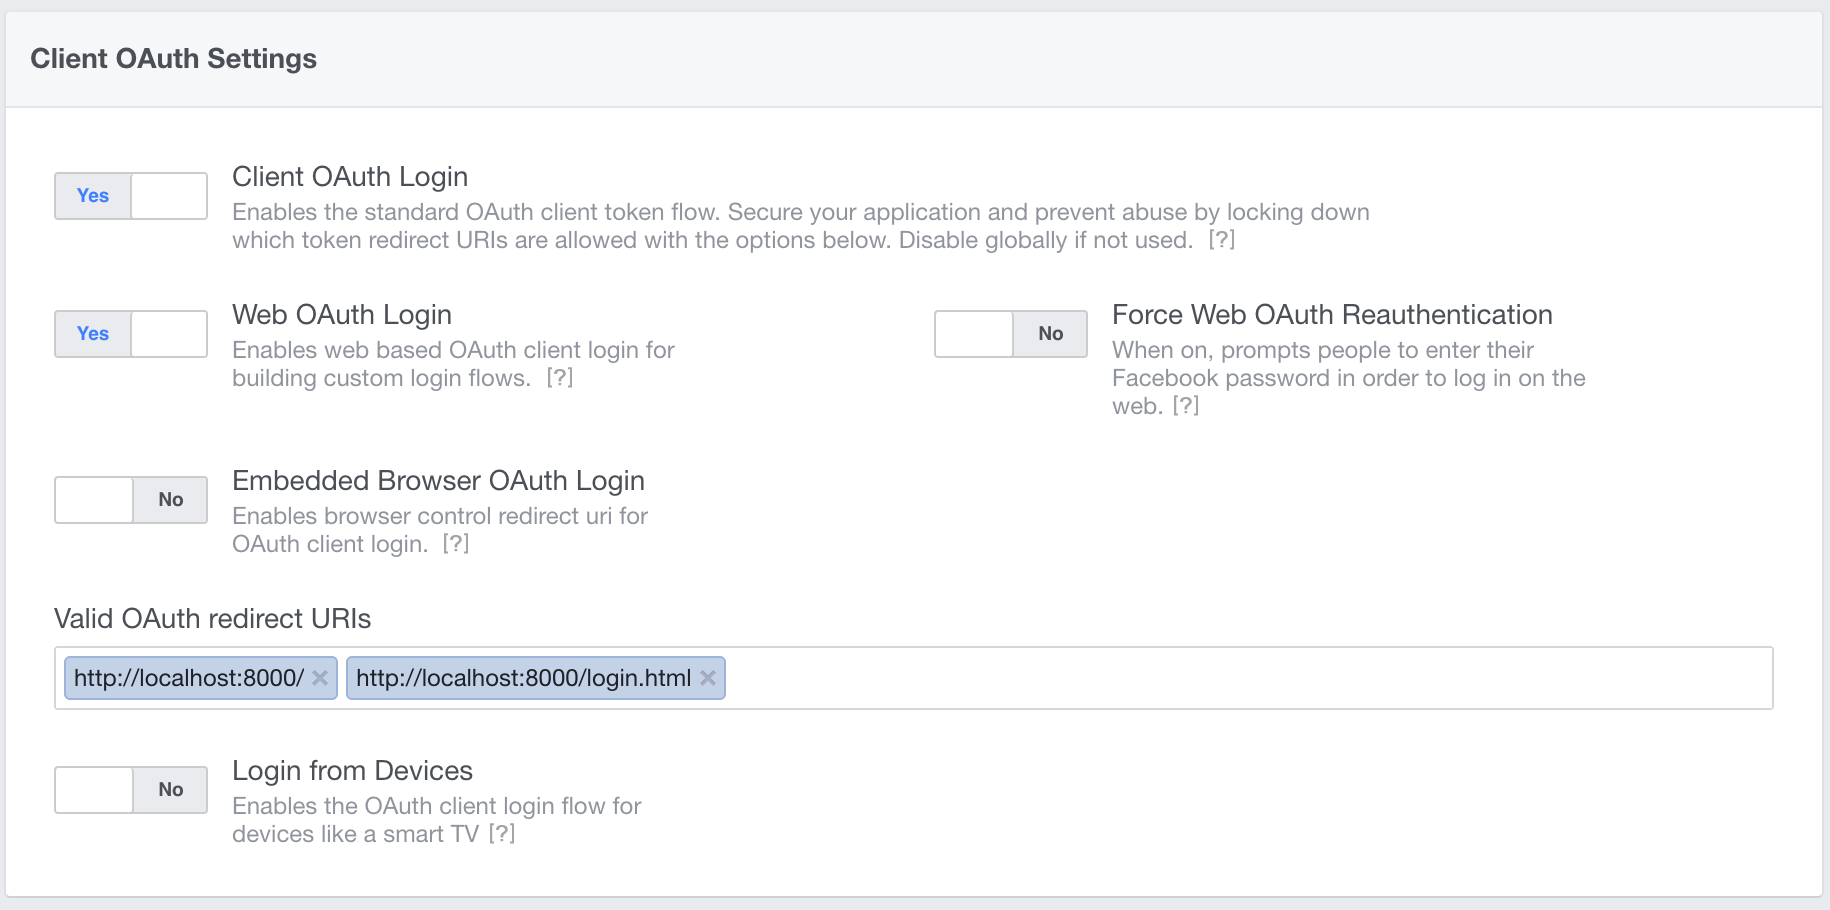 Client OAuth Settings
Yes
Client OAuth Login
Enables the standard OAuth client token flow. Secure your application and prevent abuse by locking down
which token redirect URIs are allowed with the options below. Disable globally if not used. [?]
Yes
Web OAuth Login
Enables web based OAuth client login for
building custom login flows. [?]
No
Force Web OAuth Reauthentication
When on, prompts people to enter their
Facebook password in order to log in on the
web. [?]
No
Embedded Browser OAuth Login
Enables browser control redirect uri for
OAuth client login. [?]
Valid OAuth redirect URIs
http://localhost:8000/ × http://localhost:8000/login.html ×
No
Login from Devices
Enables the OAuth client login flow for
devices like a smart TV [?]